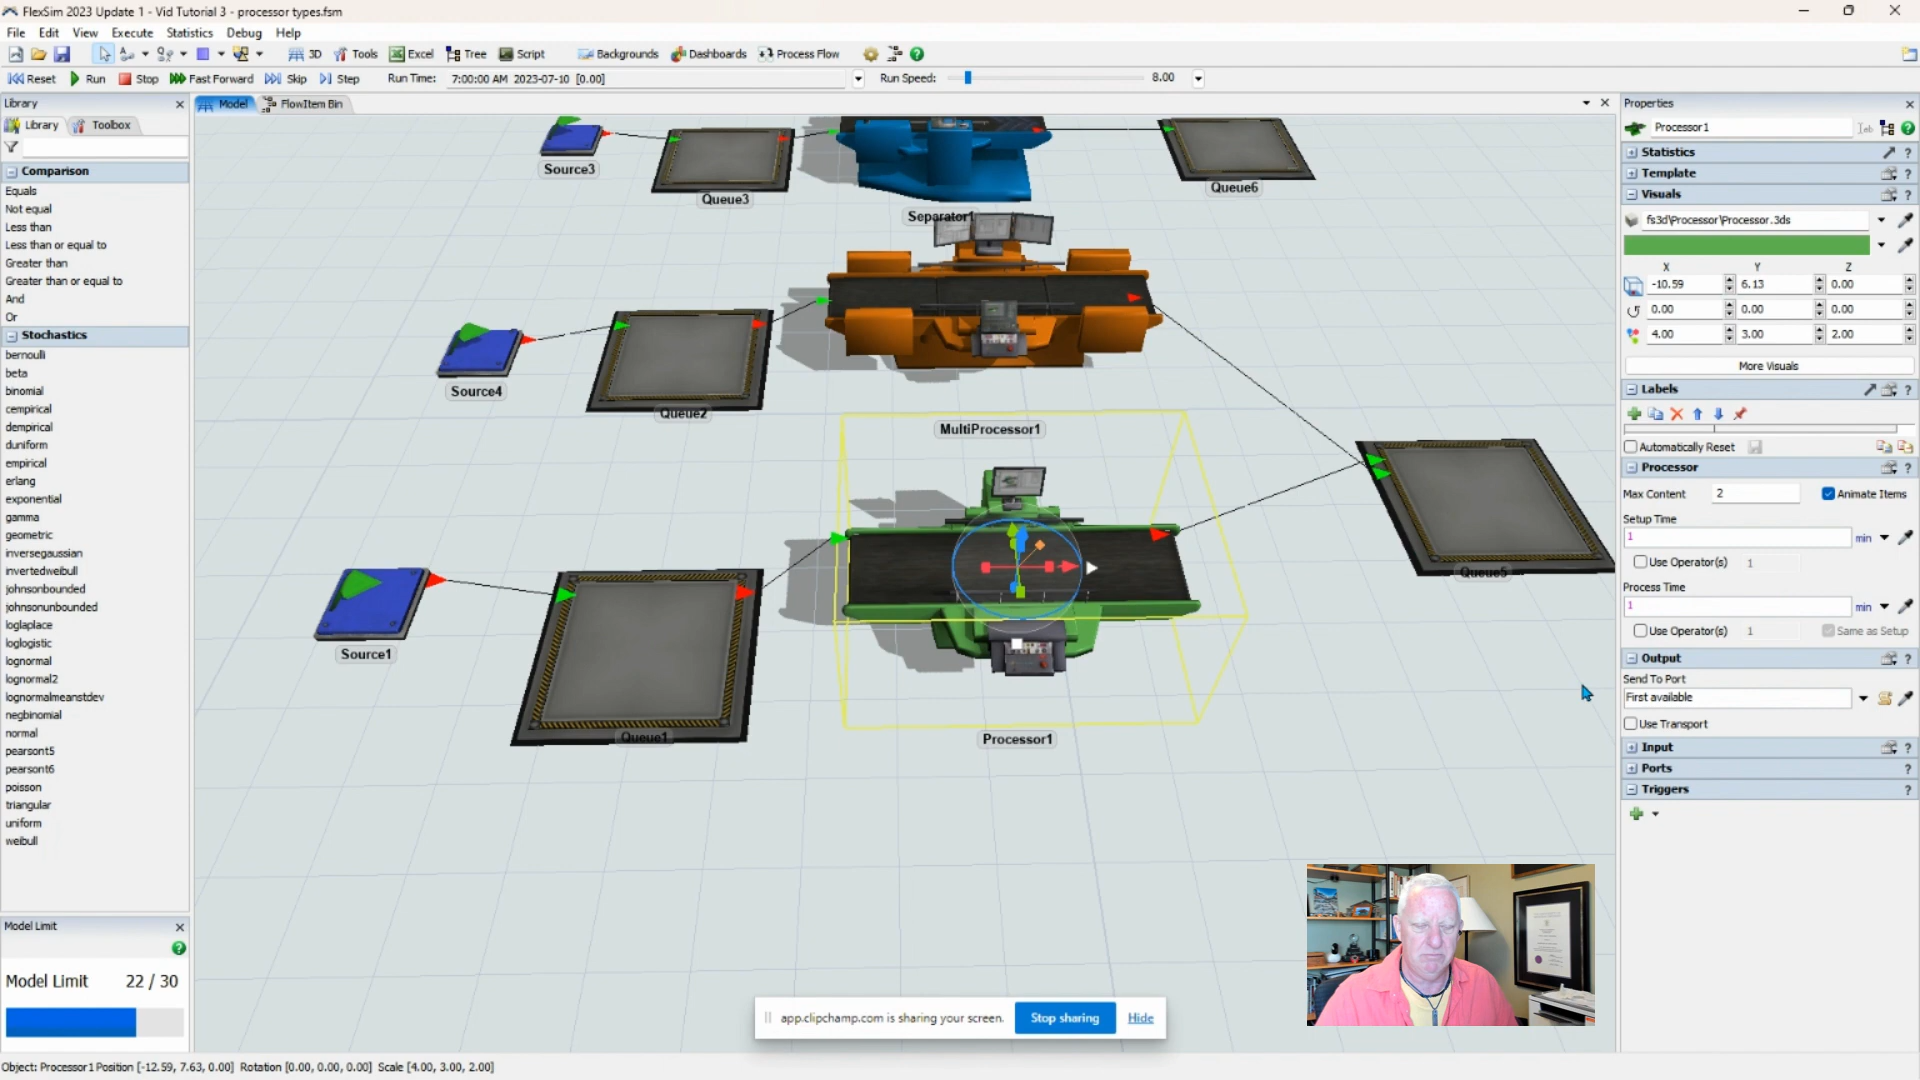 FlexSim 2023 Update 1 - Vid Tutorial 3 - processor types.fsm
File Edit View Execute Statistics Debug Help
3D Tools Excel Tree Script Backgrounds Dashboards Process Flow
Reset Run Stop Fast Forward Skip Step Run Time: 7:00:00 AM 2023-07-10 [0.00] Run Speed: 8.00
Library
Library Toolbox
Comparison
Equals
Not equal
Less than
Less than or equal to
Greater than
Greater than or equal to
And
Or
Stochastics
bernoulli
beta
binomial
cempirical
dempirical
duniform
empirical
erlang
exponential
gamma
geometric
inversegaussian
invertedweibull
johnsonbounded
johnsonunbounded
loglaplace
loglogistic
lognormal
lognormal2
lognormalmeanstdev
negbinomial
normal
pearsont5
pearsont6
poisson
triangular
uniform
weibull
Model Limit
Model Limit 22 / 30
Model FlowItem Bin
Source3
Queue3
Separator1
Queue6
Source4
Queue2
MultiProcessor1
Source1
Queue1
Processor1
Queue5
app.clipchamp.com is sharing your screen. Stop sharing Hide
Properties
Processor1
Statistics
Template
Visuals
fs3d\Processor\Processor.3ds
X Y Z
-10.59 6.13 0.00
0.00 0.00 0.00
4.00 3.00 2.00
More Visuals
Labels
Automatically Reset
Processor
Max Content 2 Animate Items
Setup Time
1 min
Use Operator(s) 1
Process Time
1 min
Use Operator(s) 1 Same as Setup
Output
Send To Port
First available
Use Transport
Input
Ports
Triggers
Object: Processor1 Position [-12.59, 7.63, 0.00] Rotation [0.00, 0.00, 0.00] Scale [4.00, 3.00, 2.00]